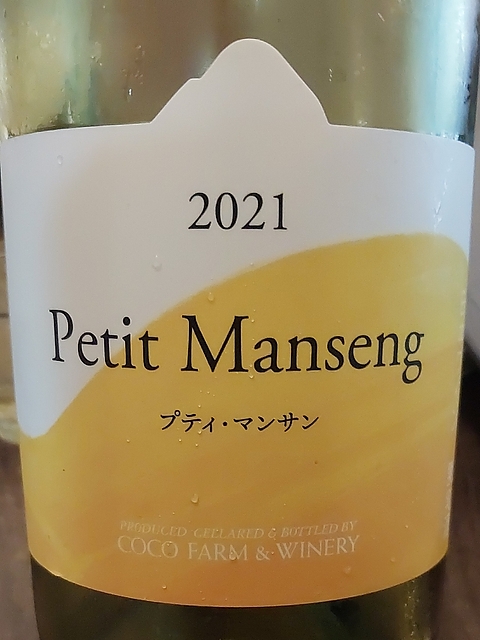 2021
Petit Manseng
プティ・マンサン
PRODUCED CELLARED & BOTTLED BY
COCO FARM & WINERY